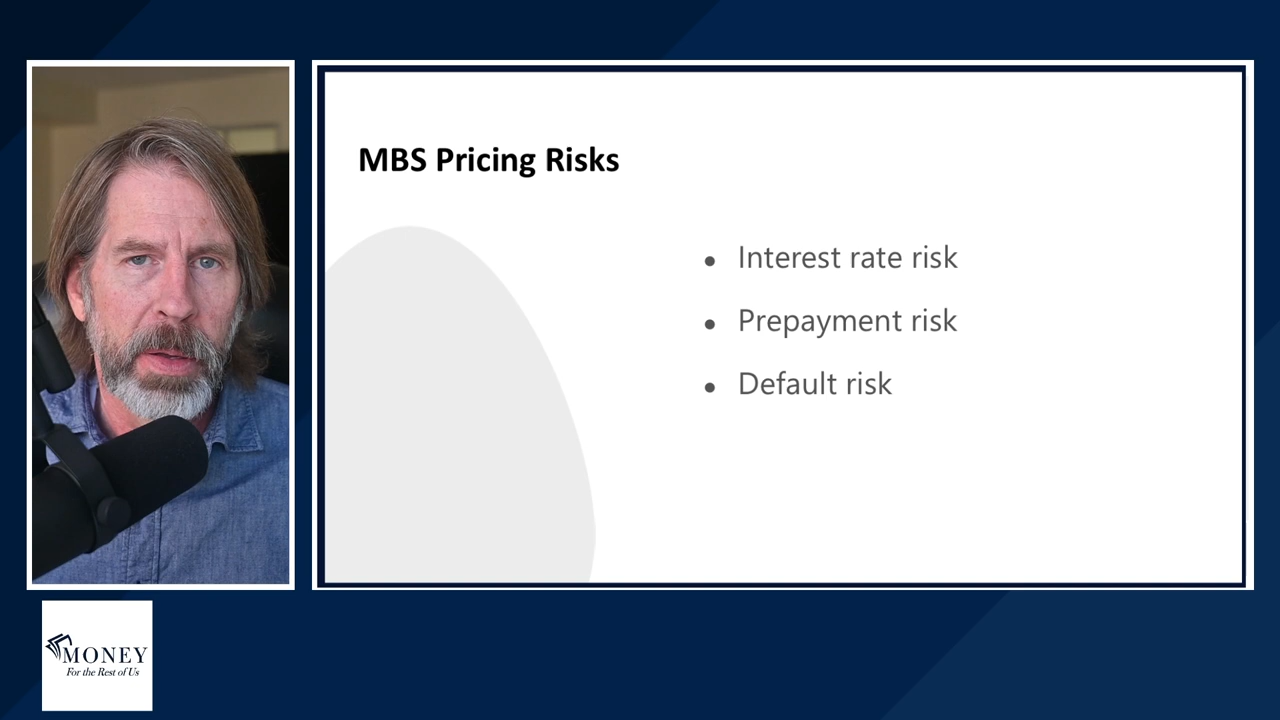 MBS Pricing Risks
• Interest rate risk
• Prepayment risk
• Default risk
MONEY
For the Rest of Us